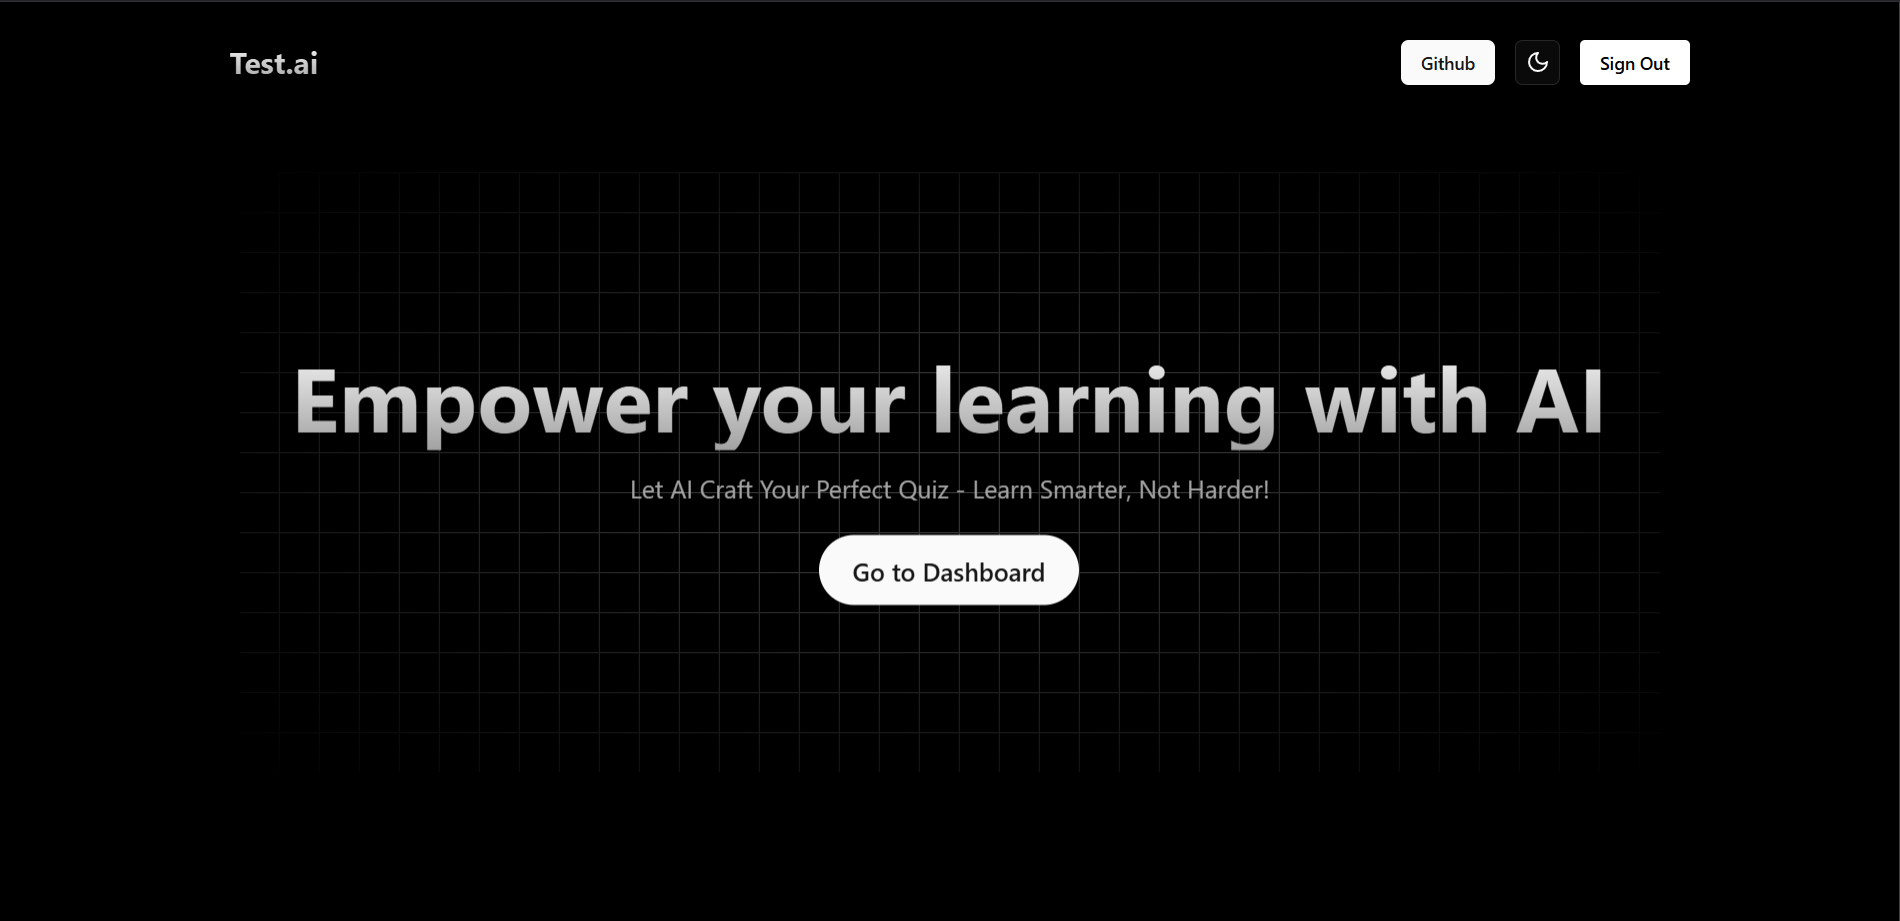 Test.ai
Github
Sign Out
Empower your learning with AI
Let AI Craft Your Perfect Quiz - Learn Smarter, Not Harder!
Go to Dashboard